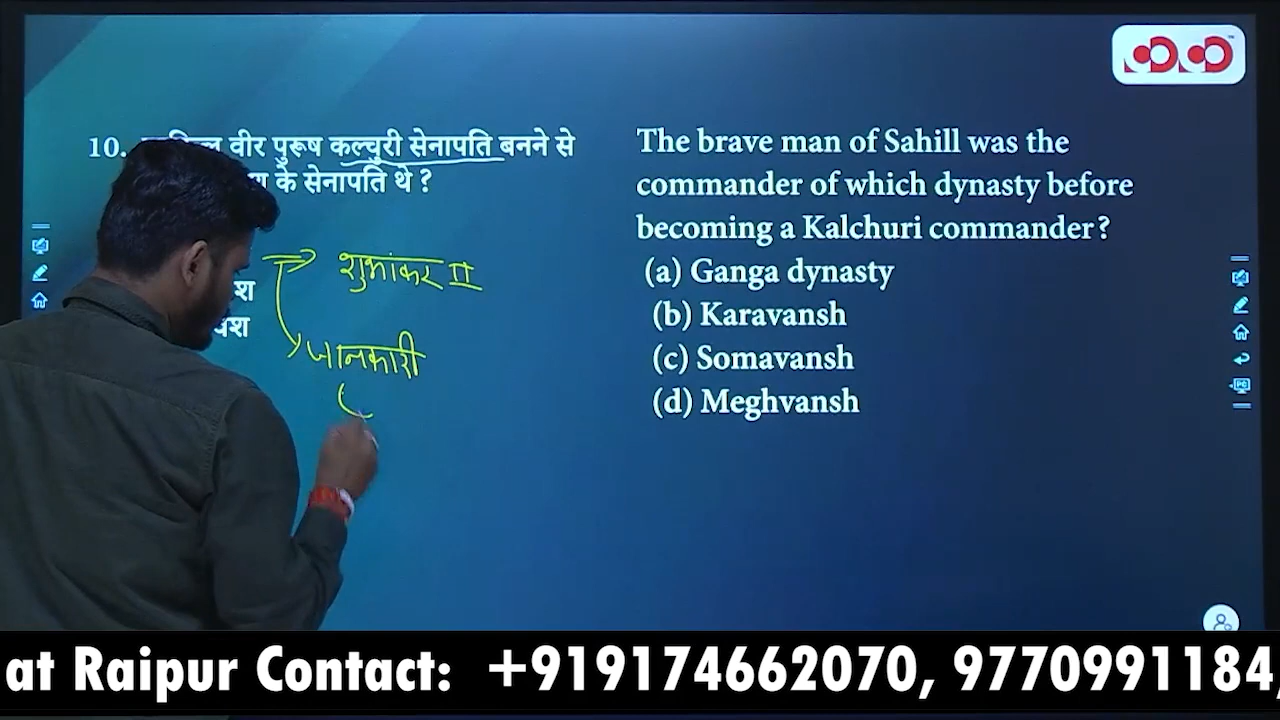 10. वीर पुरूष कल्चुरी सेनापति बनने से
के सेनापति थे ?
शुभांकर II
जानकारी
The brave man of Sahill was the
commander of which dynasty before
becoming a Kalchuri commander?
(a) Ganga dynasty
(b) Karavansh
(c) Somavansh
(d) Meghvansh
at Raipur Contact: +919174662070, 9770991184,